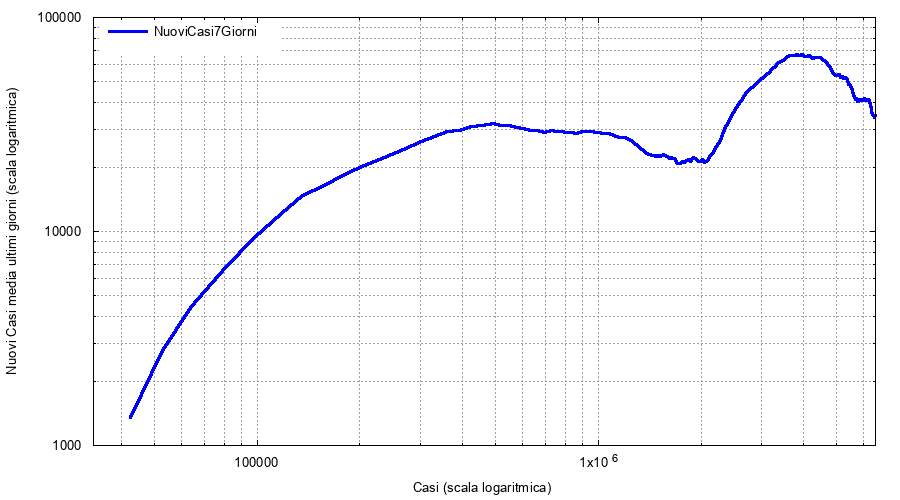 100000
NuoviCasi7Giorni
10000
1000
Nuovi Casi media ultimi giorni (scala logaritmica)
100000
1x10^6
Casi (scala logaritmica)